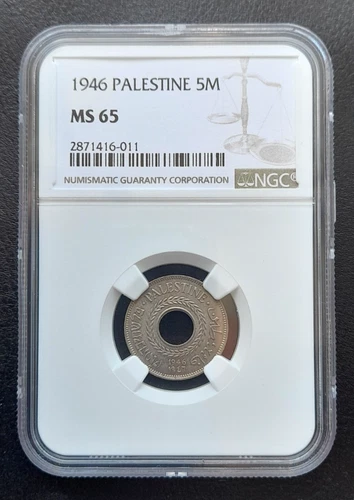 1946 PALESTINE 5M
MS 65
2871416-011
NUMISMATIC GUARANTY CORPORATION
NGC
PALESTINE
1946